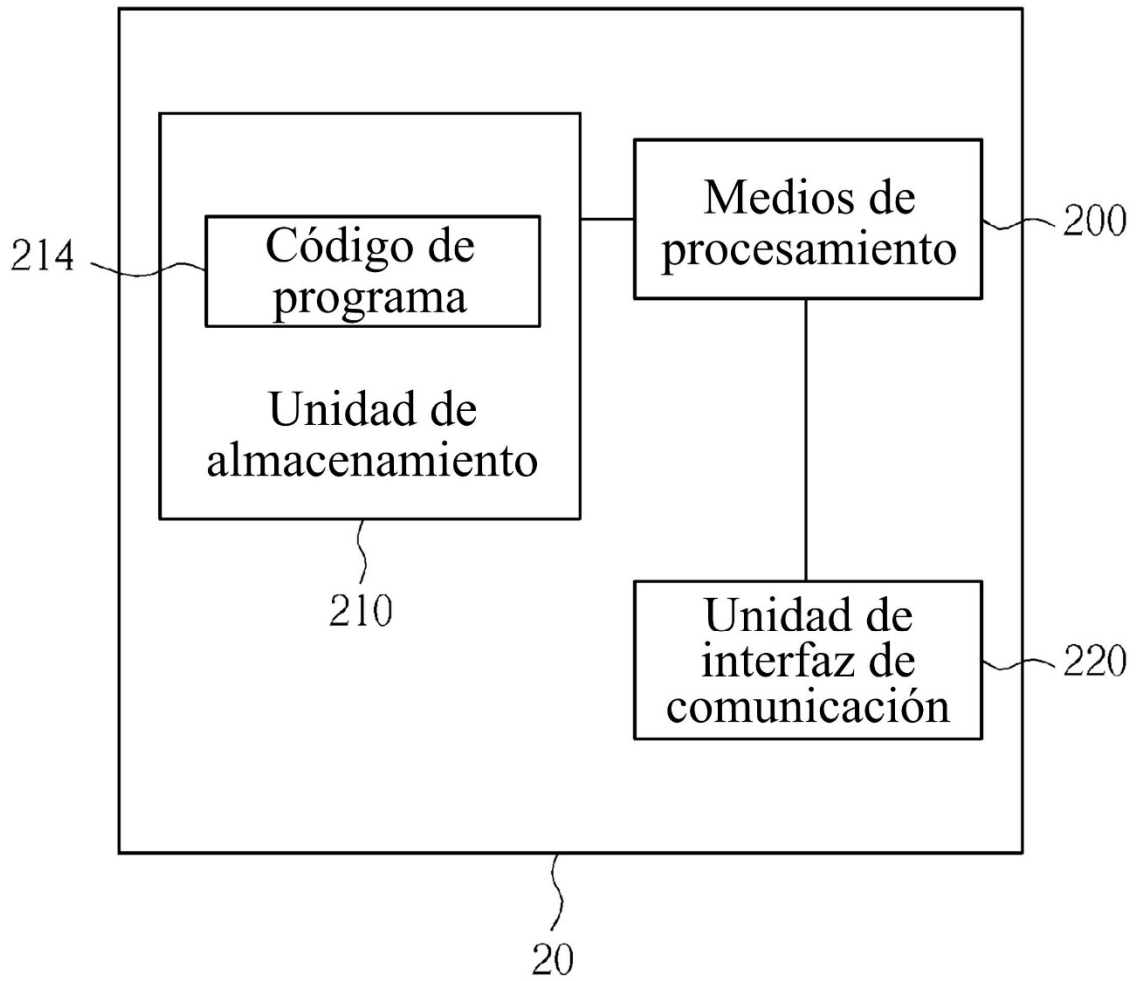 Medios de
procesamiento
200
214
Código de
programa
Unidad de
almacenamiento
210
Unidad de
interfaz de
comunicación
220
20